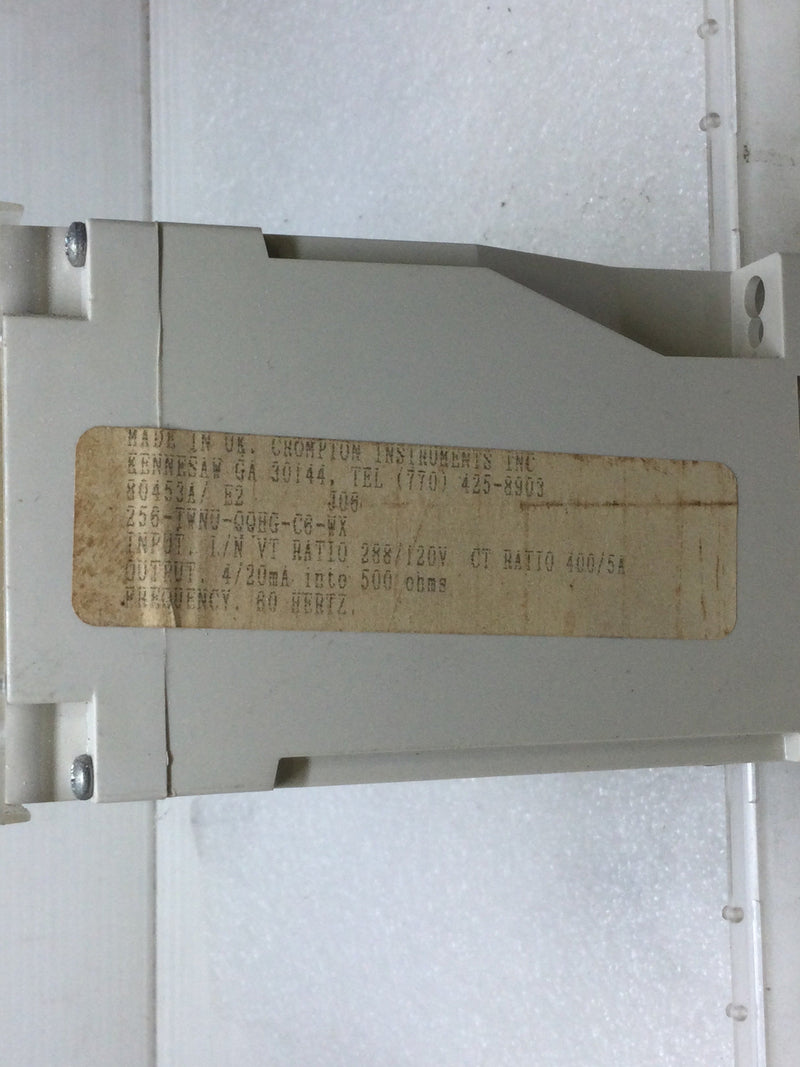 MADE IN UK. CROMPTON INSTRUMENTS INC
KENNESAW GA 30144. TEL (770) 425-8903
80453A/ E2 J06
256-TWNU-QQHG-C6-WX
INPUT. L/N VT RATIO 288/120V CT RATIO 400/5A
OUTPUT. 4/20mA into 500 ohms
FREQUENCY. 60 HERTZ.